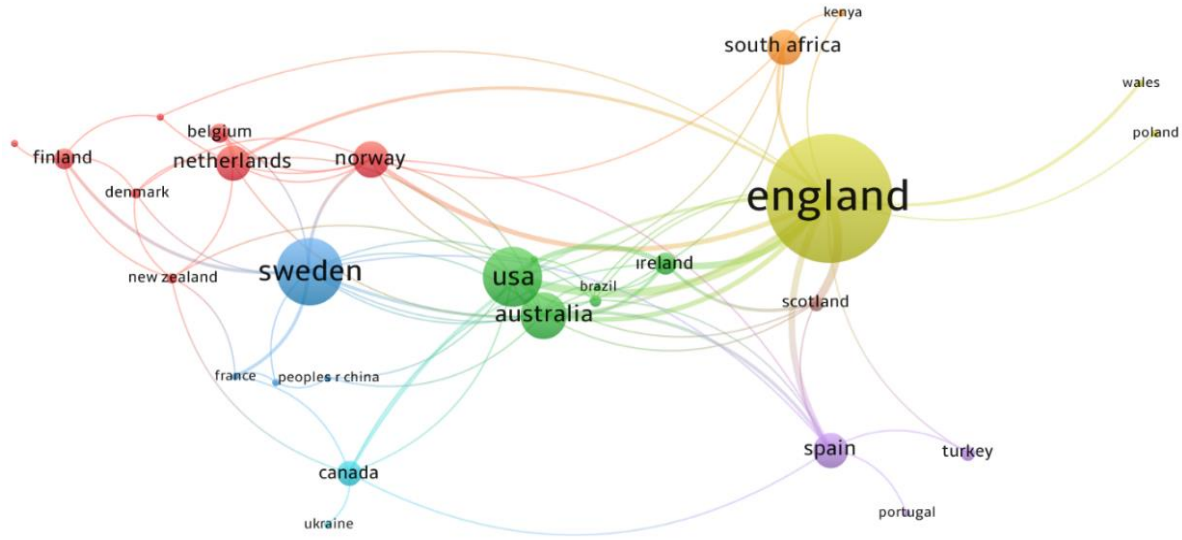 kenya
south africa
wales
belgium
poland
finland
netherlands
norway
denmark
england
ireland
new zealand
sweden
usa
brazil
scotland
australia
france
peoples r china
spain
turkey
canada
portugal
ukraine